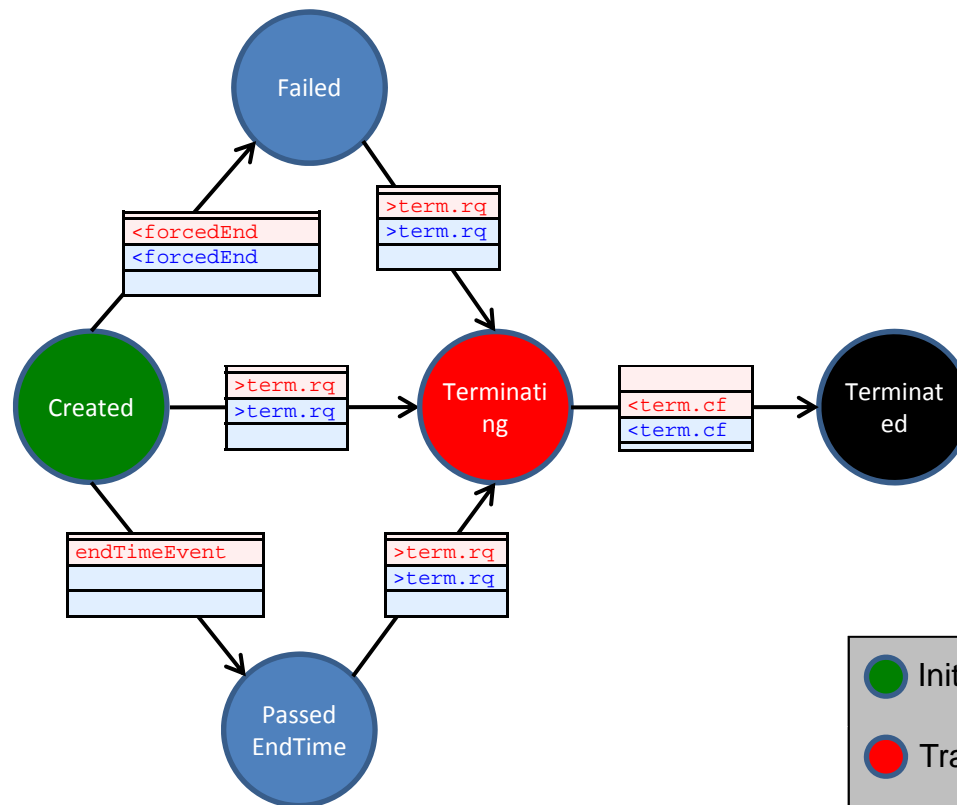 Failed
>term.rq
>term.rq
<forcedEnd
<forcedEnd
Created
>term.rq
>term.rq
Terminati
ng
<term.cf
<term.cf
Terminat
ed
endTimeEvent
>term.rq
>term.rq
Passed
EndTime
Init
Tra